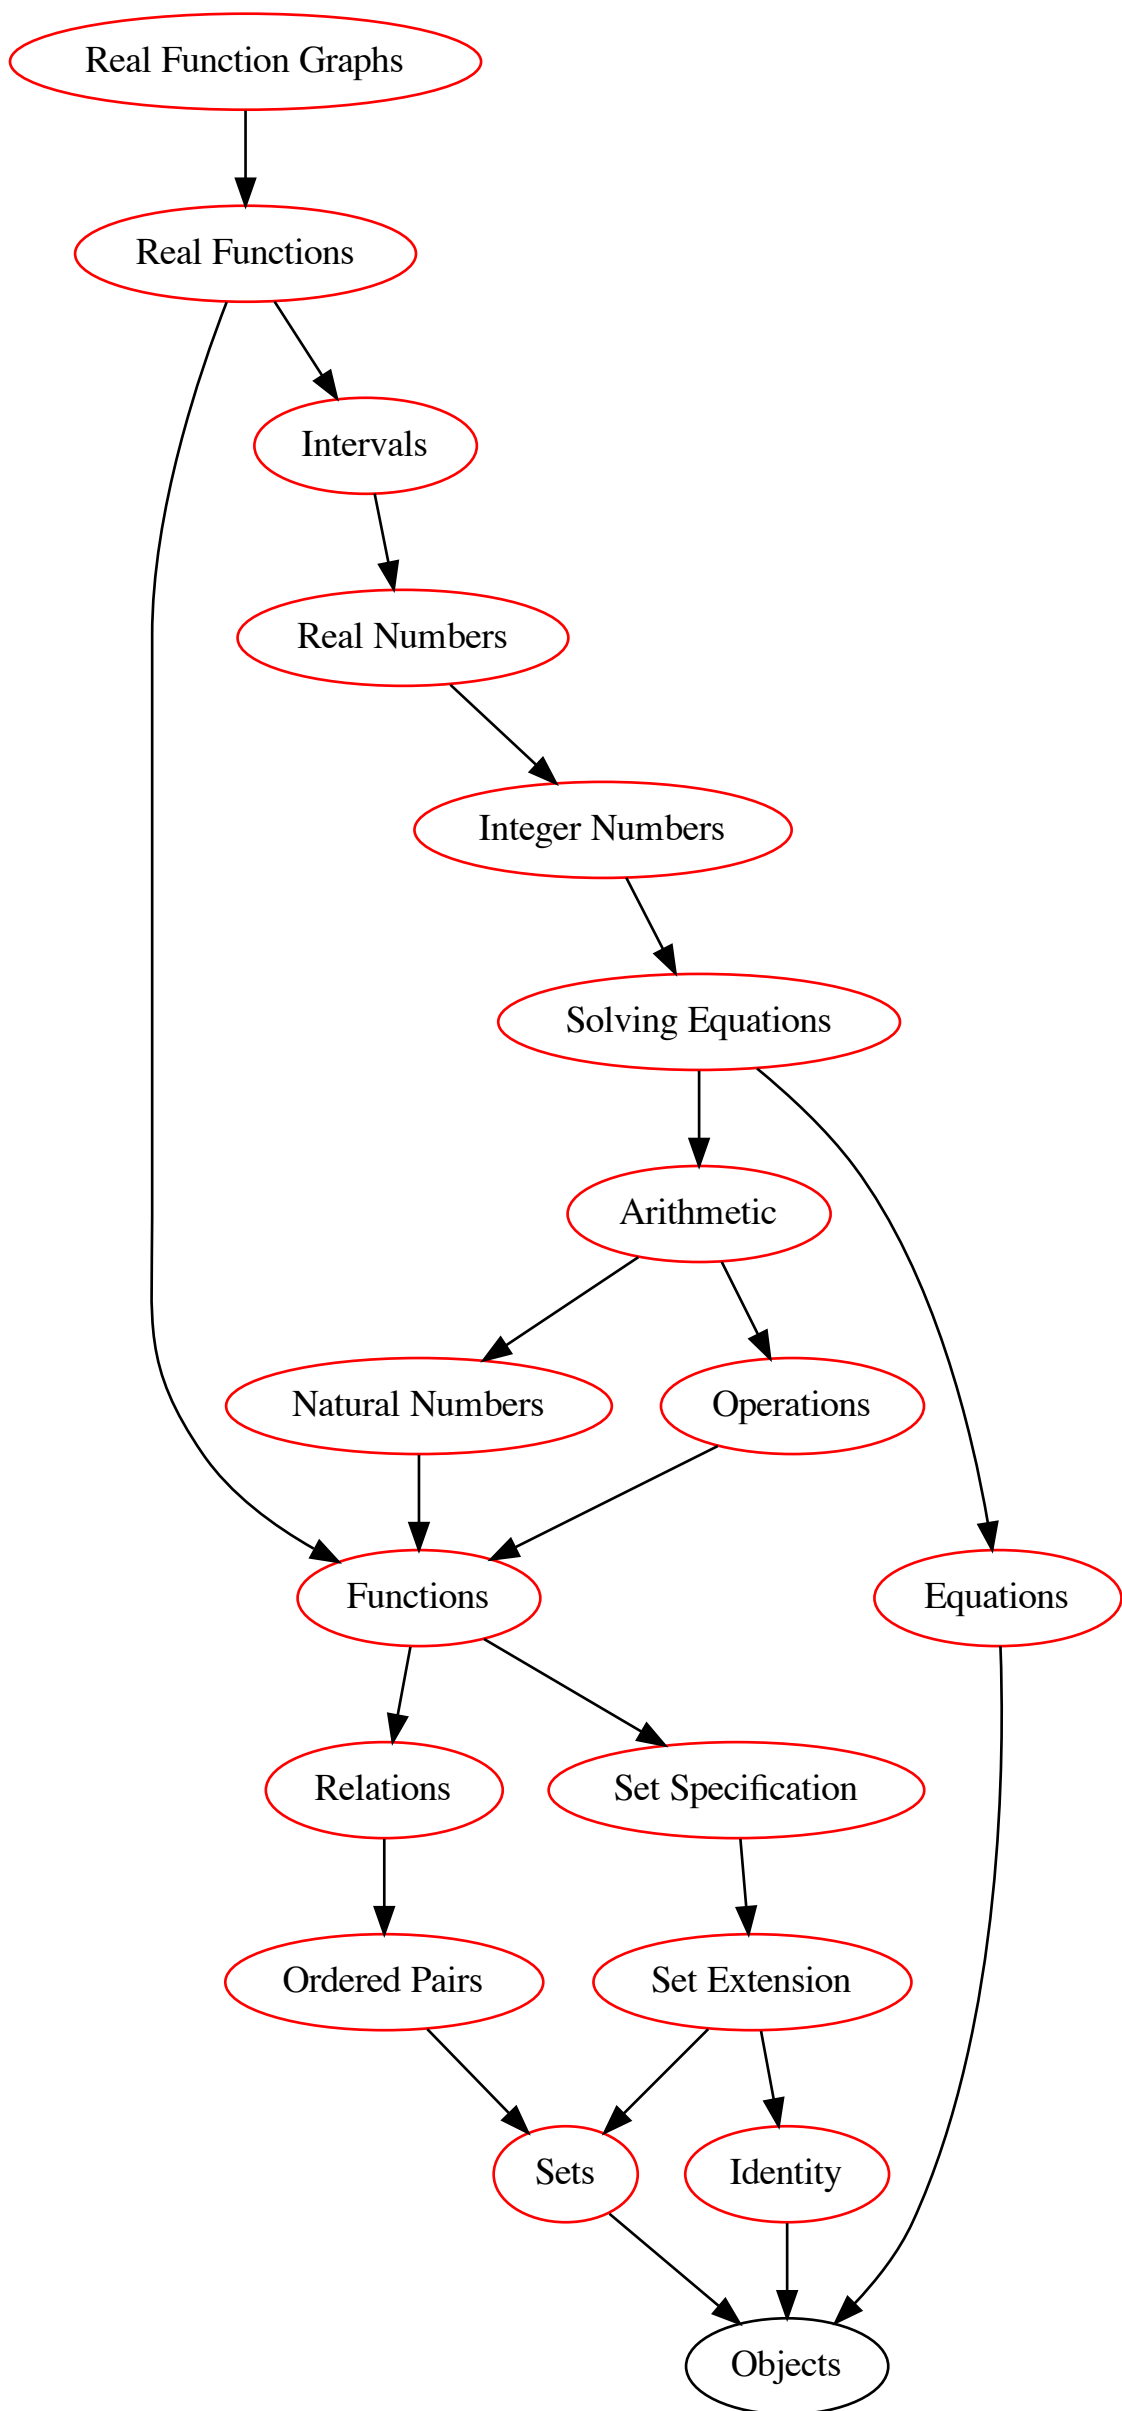 Real Function Graphs
Real Functions
Intervals
Real Numbers
Integer Numbers
Solving Equations
Arithmetic
Natural Numbers
Operations
Functions
Equations
Relations
Set Specification
Ordered Pairs
Set Extension
Sets
Identity
Objects